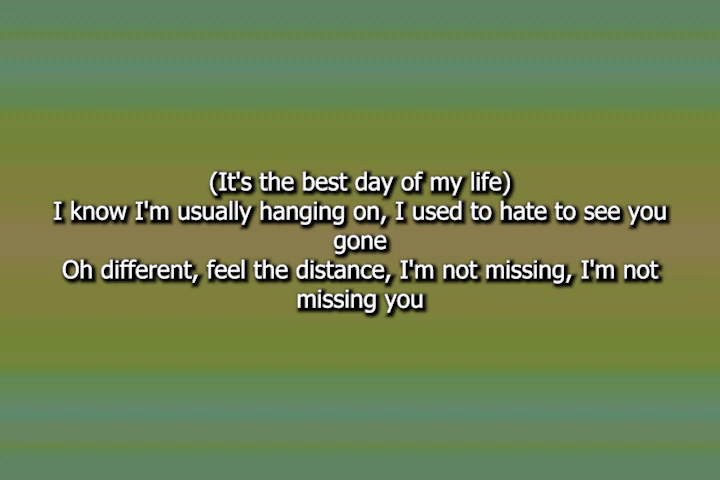 (It's the best day of my life)
I know I'm usually hanging on, I used to hate to see you
gone
Oh different, feel the distance, I'm not missing, I'm not
missing you